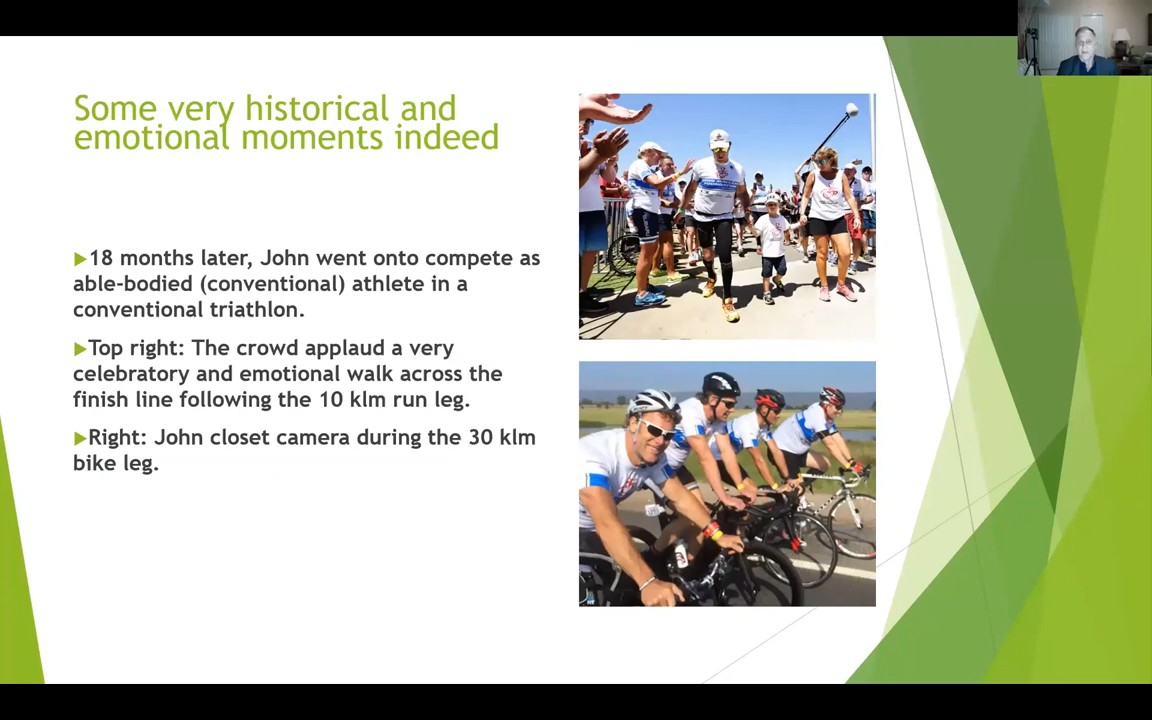 Some very historical and
emotional moments indeed
18 months later, John went onto compete as
able-bodied (conventional) athlete in a
conventional triathlon.
Top right: The crowd applaud a very
celebratory and emotional walk across the
finish line following the 10 klm run leg.
Right: John closet camera during the 30 klm
bike leg.